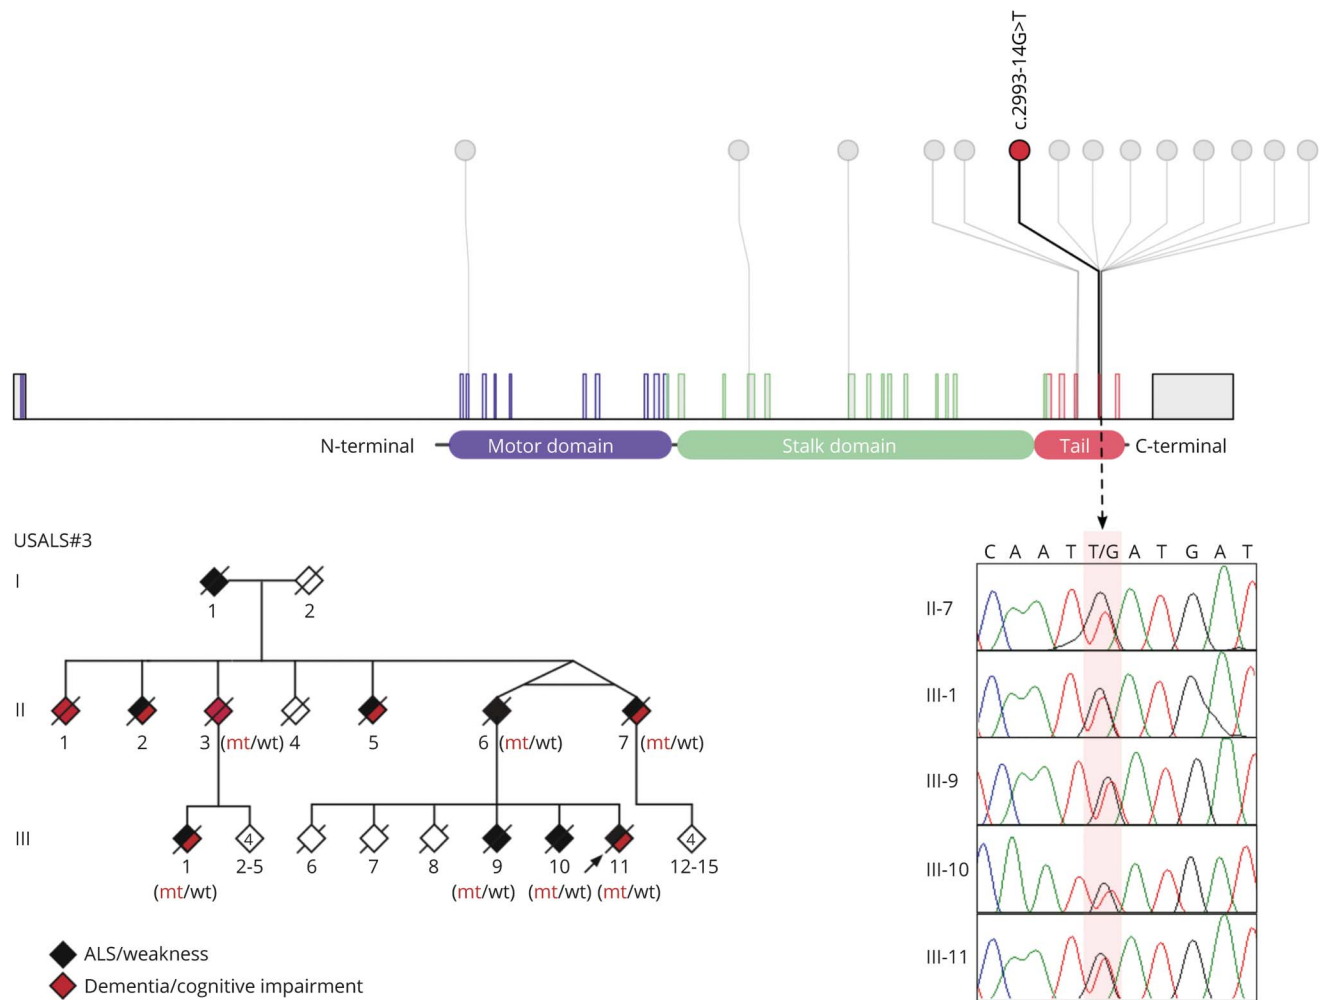 c.2993-14G>T
N-terminal
Motor domain
Stalk domain
Tail
C-terminal
USALS#3
I
1
2
II
1
2
3 (mt/wt)
4
5
6 (mt/wt)
7 (mt/wt)
III
4
4
1
2-5
6
7
8
9
10
11
12-15
(mt/wt)
(mt/wt)
(mt/wt)
(mt/wt)
ALS/weakness
Dementia/cognitive impairment
C A A T T/G A T G A T
II-7
III-1
III-9
III-10
III-11